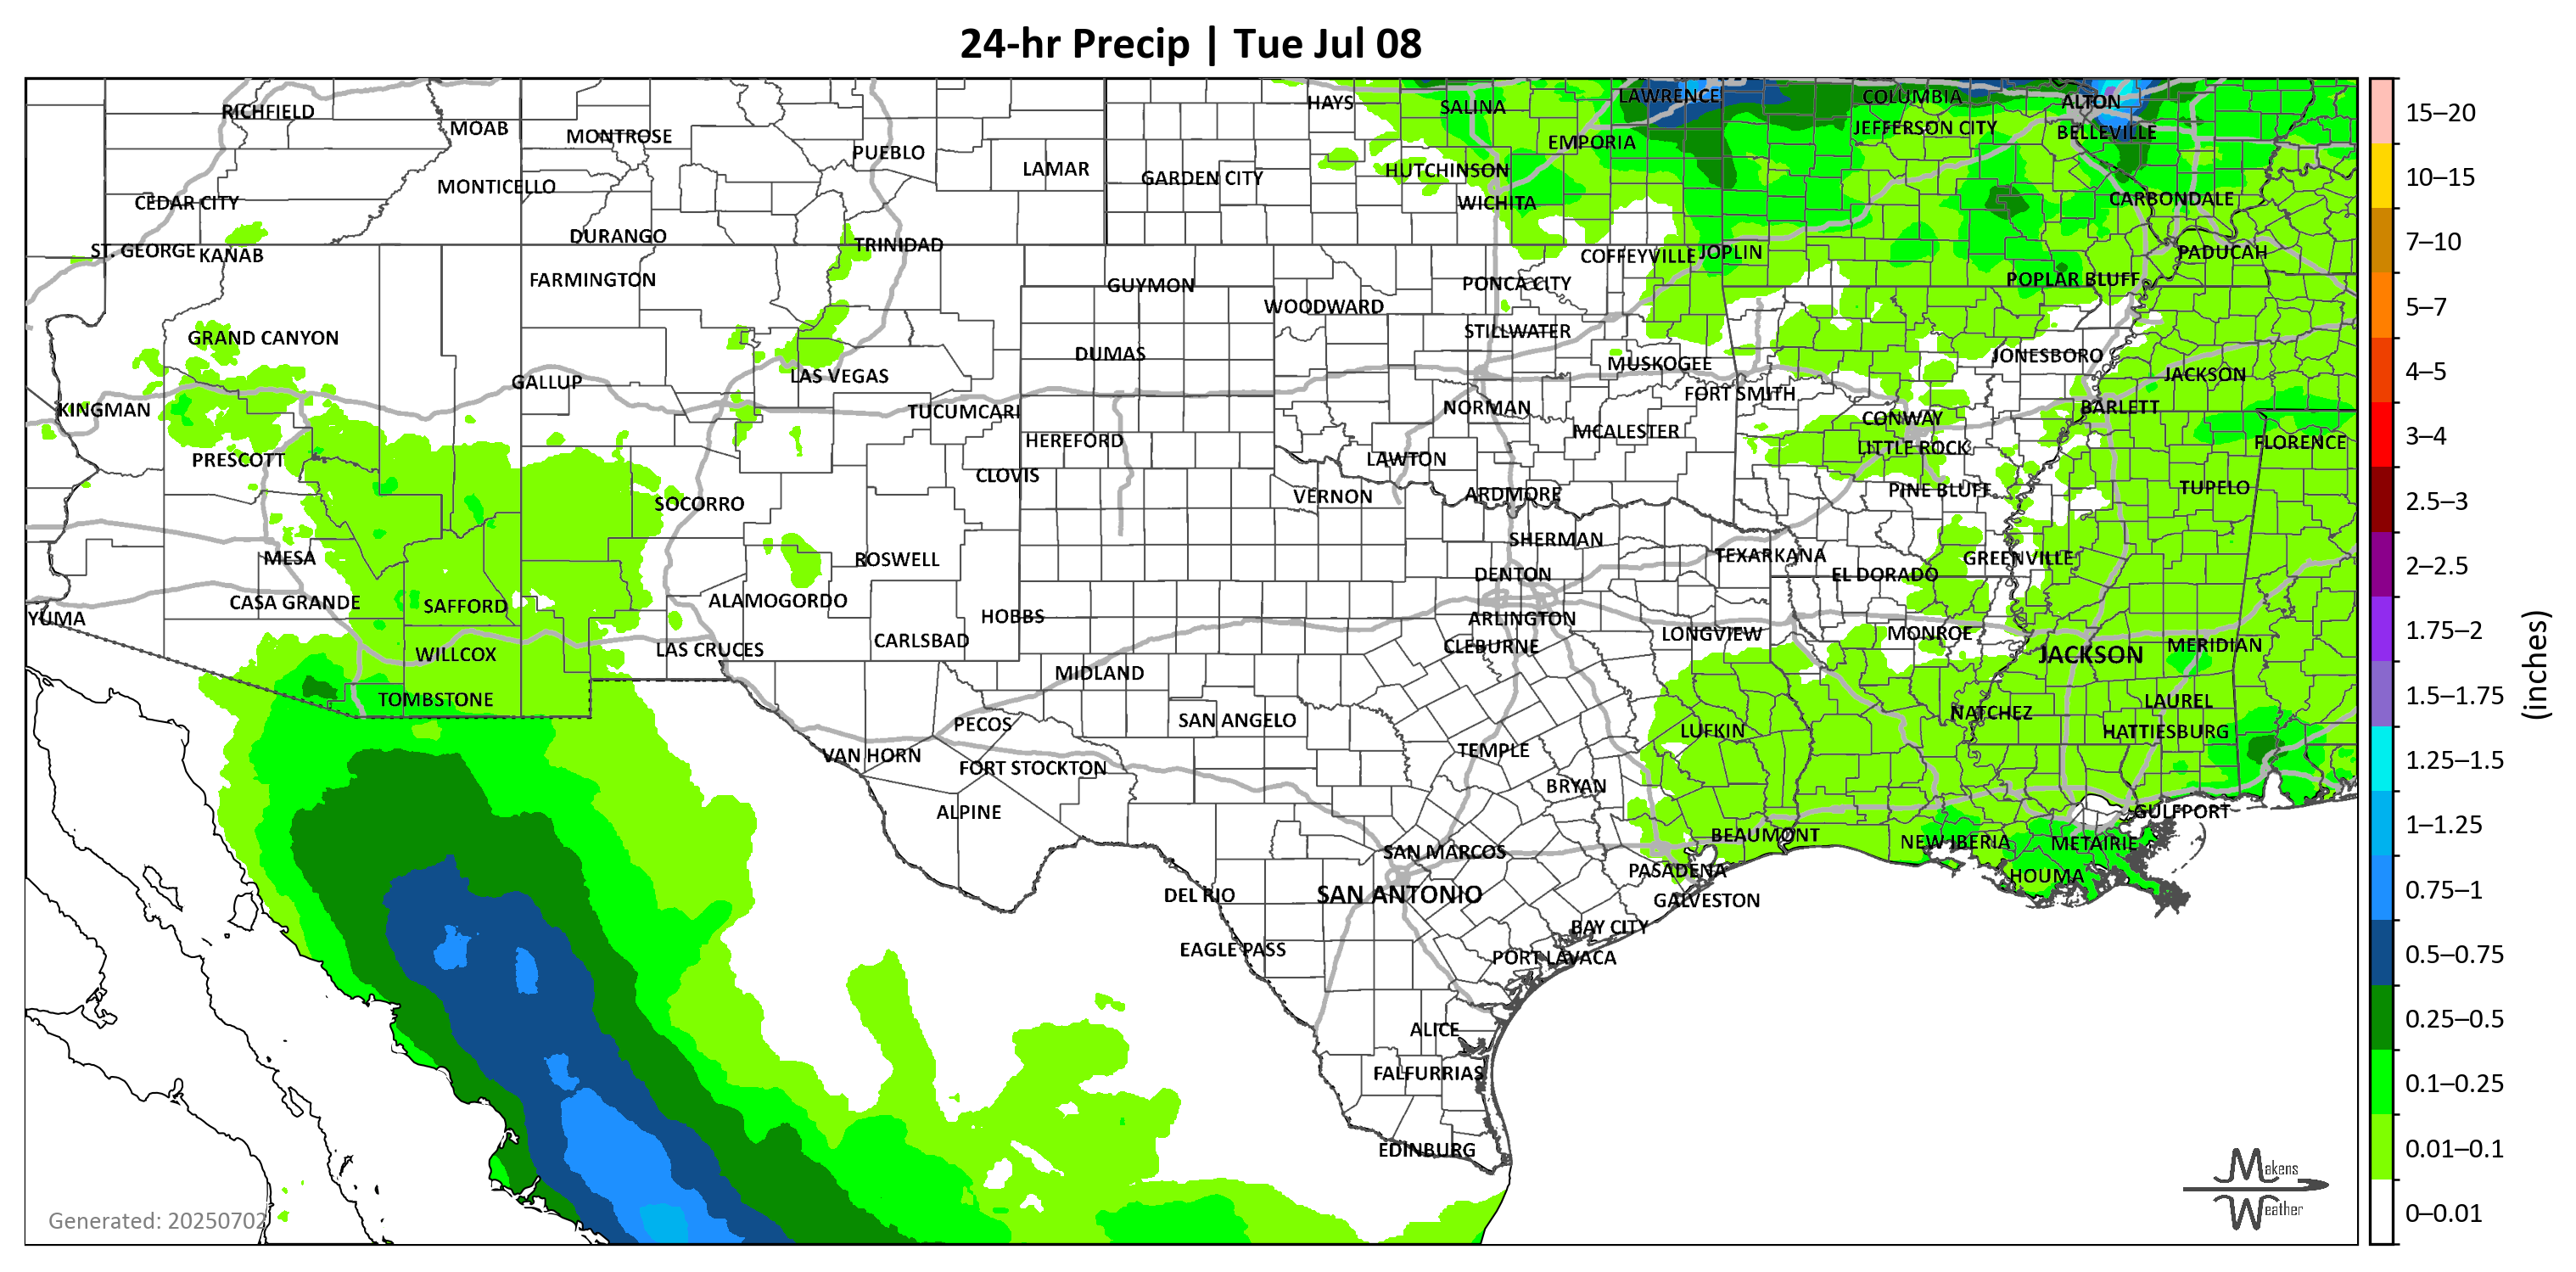 24-hr Precip | Tue Jul 08
RICHFIELD
MOAB
MONTROSE
PUEBLO
LAMAR
GARDEN CITY
HAYS
SALINA
LAWRENCE
COLUMBIA
ALTON
JEFFERSON CITY
BELLEVILLE
EMPORIA
HUTCHINSON
MONTICELLO
CEDAR CITY
WICHITA
CARBONDALE
DURANGO
TRINIDAD
ST. GEORGE
KANAB
COFFEYVILLE
JOPLIN
PADUCAH
FARMINGTON
GUYMON
PONCA CITY
POPLAR BLUFF
WOODWARD
GRAND CANYON
STILLWATER
DUMAS
JONESBORO
MUSKOGEE
GALLUP
LAS VEGAS
JACKSON
FORT SMITH
KINGMAN
TUCUMCARI
NORMAN
BARLETT
CONWAY
HEREFORD
MCALESTER
LITTLE ROCK
FLORENCE
PRESCOTT
LAWTON
CLOVIS
TUPELO
PINE BLUFF
VERNON
ARDMORE
SOCORRO
SHERMAN
MESA
ROSWELL
TEXARKANA
GREENVILLE
DENTON
EL DORADO
CASA GRANDE
SAFFORD
ALAMOGORDO
YUMA
HOBBS
ARLINGTON
CARLSBAD
LONGVIEW
MONROE
WILLCOX
LAS CRUCES
CLEBURNE
JACKSON
MERIDIAN
MIDLAND
TOMBSTONE
LAUREL
PECOS
SAN ANGELO
NATCHEZ
LUFKIN
HATTIESBURG
VAN HORN
TEMPLE
FORT STOCKTON
BRYAN
ALPINE
GULFPORT
BEAUMONT
NEW IBERIA
METAIRIE
SAN MARCOS
PASADENA
HOUMA
DEL RIO
SAN ANTONIO
GALVESTON
BAY CITY
EAGLE PASS
PORT LAVACA
ALICE
FALFURRIAS
EDINBURG
Generated: 20250702
Makens
Weather
15–20
10–15
7–10
5–7
4–5
3–4
2.5–3
2–2.5
1.75–2
1.5–1.75
1.25–1.5
1–1.25
0.75–1
0.5–0.75
0.25–0.5
0.1–0.25
0.01–0.1
0–0.01
(inches)